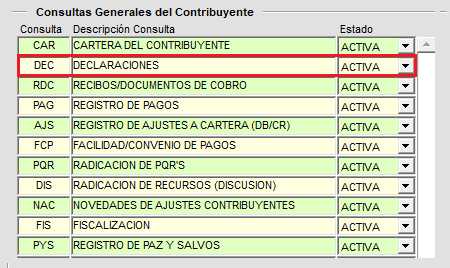 Consultas Generales del Contribuyente
Consulta Descripción Consulta Estado
CAR CARTERA DEL CONTRIBUYENTE ACTIVA
DEC DECLARACIONES ACTIVA
RDC RECIBOS/DOCUMENTOS DE COBRO ACTIVA
PAG REGISTRO DE PAGOS ACTIVA
AJS REGISTRO DE AJUSTES A CARTERA (DB/CR) ACTIVA
FCP FACILIDAD/CONVENIO DE PAGOS ACTIVA
PQR RADICACION DE PQR'S ACTIVA
DIS RADICACION DE RECURSOS (DISCUSION) ACTIVA
NAC NOVEDADES DE AJUSTES CONTRIBUYENTES ACTIVA
FIS FISCALIZACION ACTIVA
PYS REGISTRO DE PAZ Y SALVOS ACTIVA